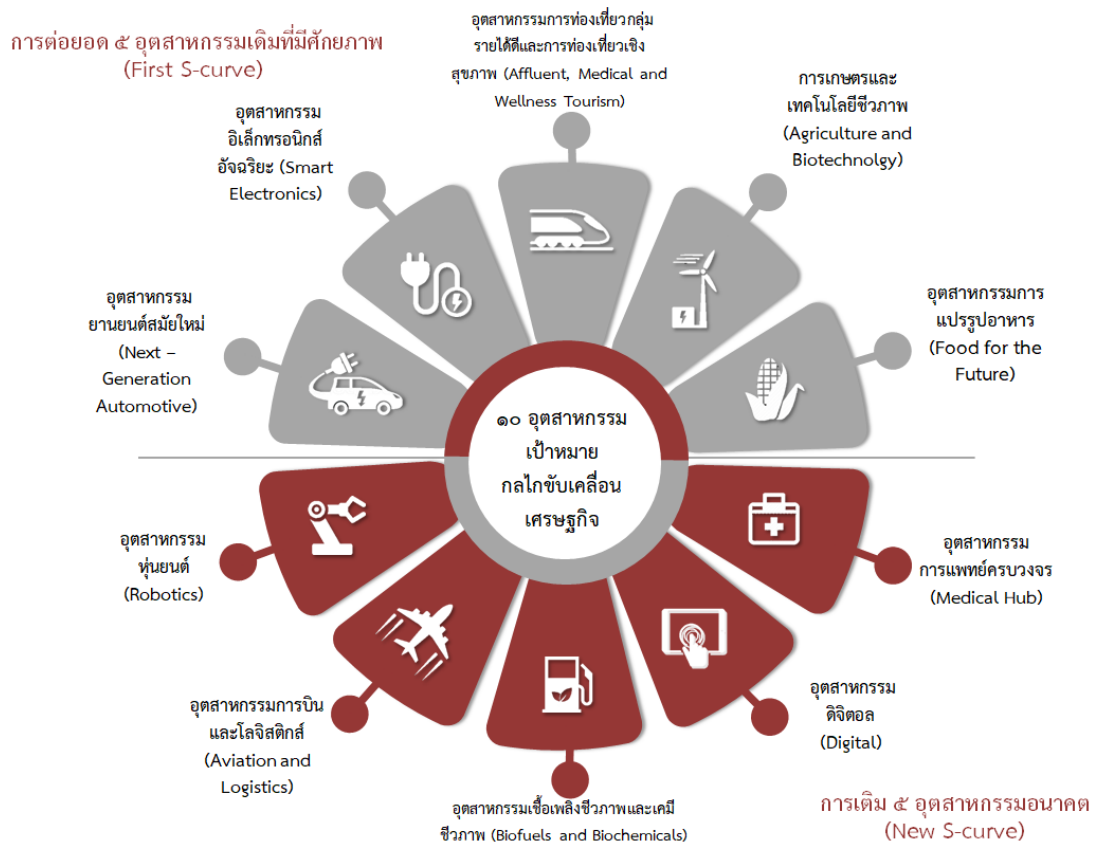 การต่อยอด ๕ อุตสาหกรรมเดิมที่มีศักยภาพ
(First S-curve)
อุตสาหกรรมการท่องเที่ยวกลุ่ม
รายได้ดีและการท่องเที่ยวเชิง
สุขภาพ (Affluent, Medical and
Wellness Tourism)
การเกษตรและ
เทคโนโลยีชีวภาพ
(Agriculture and
Biotechnolgy)
อุตสาหกรรม
อิเล็กทรอนิกส์
อัจฉริยะ (Smart
Electronics)
อุตสาหกรรม
ยานยนต์สมัยใหม่
(Next –
Generation
Automotive)
อุตสาหกรรมการ
แปรรูปอาหาร
(Food for the
Future)
๑๐ อุตสาหกรรม
เป้าหมาย
กลไกขับเคลื่อน
เศรษฐกิจ
อุตสาหกรรม
หุ่นยนต์
(Robotics)
อุตสาหกรรม
การแพทย์ครบวงจร
(Medical Hub)
อุตสาหกรรมการบิน
และโลจิสติกส์
(Aviation and
Logistics)
อุตสาหกรรม
ดิจิตอล
(Digital)
อุตสาหกรรมเชื้อเพลิงชีวภาพและเคมี
ชีวภาพ (Biofuels and Biochemicals)
การเติม ๕ อุตสาหกรรมอนาคต
(New S-curve)